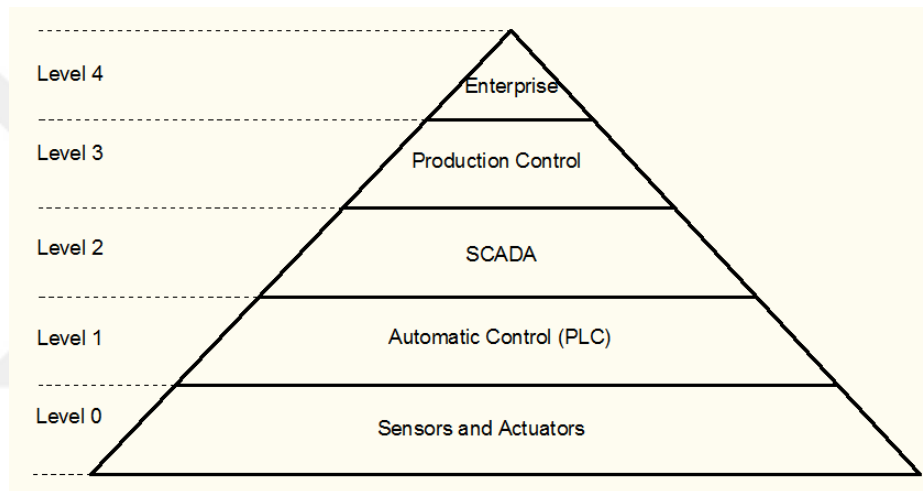 Level 4
Enterprise
Level 3
Production Control
Level 2
SCADA
Level 1
Automatic Control (PLC)
Level 0
Sensors and Actuators